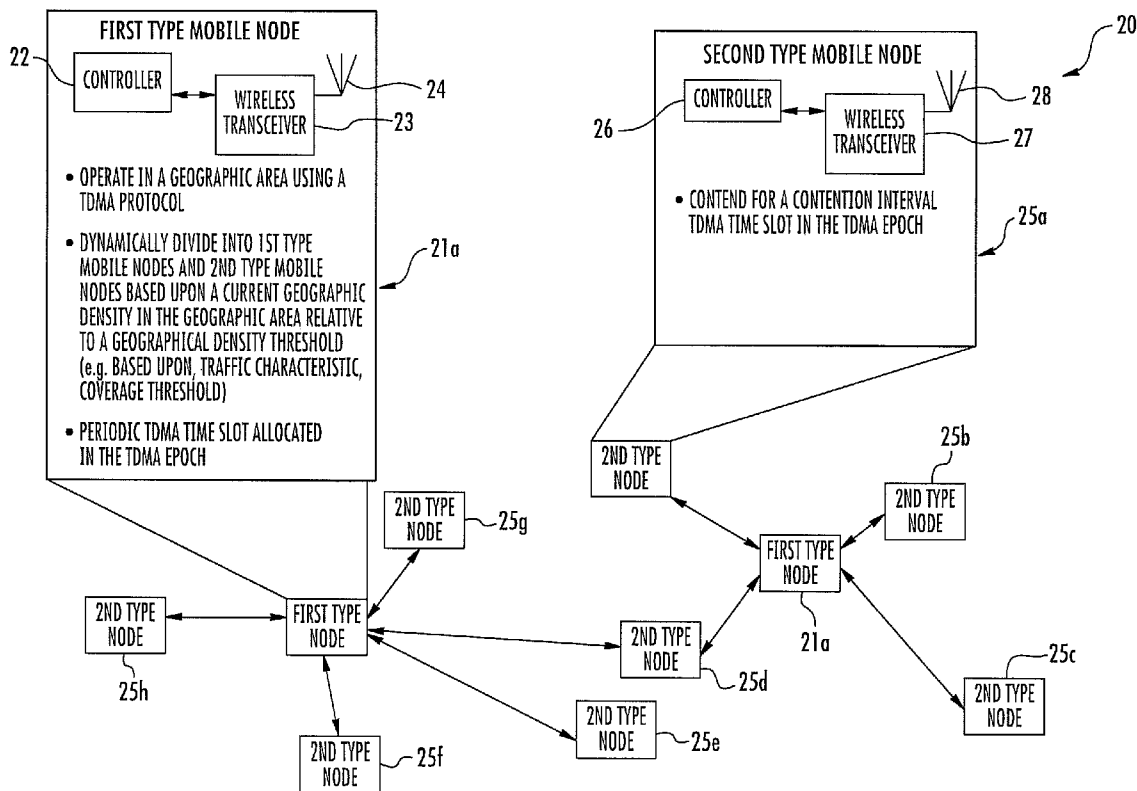 FIRST TYPE MOBILE NODE
22
CONTROLLER
WIRELESS
TRANSCEIVER
24
23
• OPERATE IN A GEOGRAPHIC AREA USING A
TDMA PROTOCOL
• DYNAMICALLY DIVIDE INTO 1ST TYPE
MOBILE NODES AND 2ND TYPE MOBILE
NODES BASED UPON A CURRENT GEOGRAPHIC
DENSITY IN THE GEOGRAPHIC AREA RELATIVE
TO A GEOGRAPHICAL DENSITY THRESHOLD
(e.g. BASED UPON, TRAFFIC CHARACTERISTIC,
COVERAGE THRESHOLD)
• PERIODIC TDMA TIME SLOT ALLOCATED
IN THE TDMA EPOCH
21a
20
SECOND TYPE MOBILE NODE
CONTROLLER
26
WIRELESS
TRANSCEIVER
28
27
• CONTEND FOR A CONTENTION INTERVAL
TDMA TIME SLOT IN THE TDMA EPOCH
25a
2ND TYPE
NODE
25b
2ND TYPE
NODE
2ND TYPE
NODE
25g
FIRST TYPE
NODE
21a
2ND TYPE
NODE
25h
FIRST TYPE
NODE
2ND TYPE
NODE
25d
25c
2ND TYPE
NODE
2ND TYPE
NODE
25e
2ND TYPE
NODE
25f